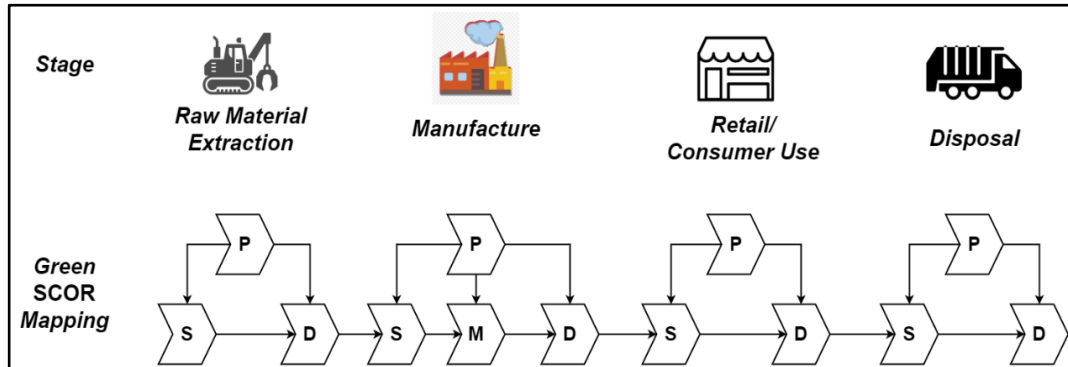 Stage
Raw Material
Extraction
Manufacture
Retail/
Consumer Use
Disposal
Green
SCOR
Mapping
P
P
P
P
S
D
S
M
D
S
D
S
D